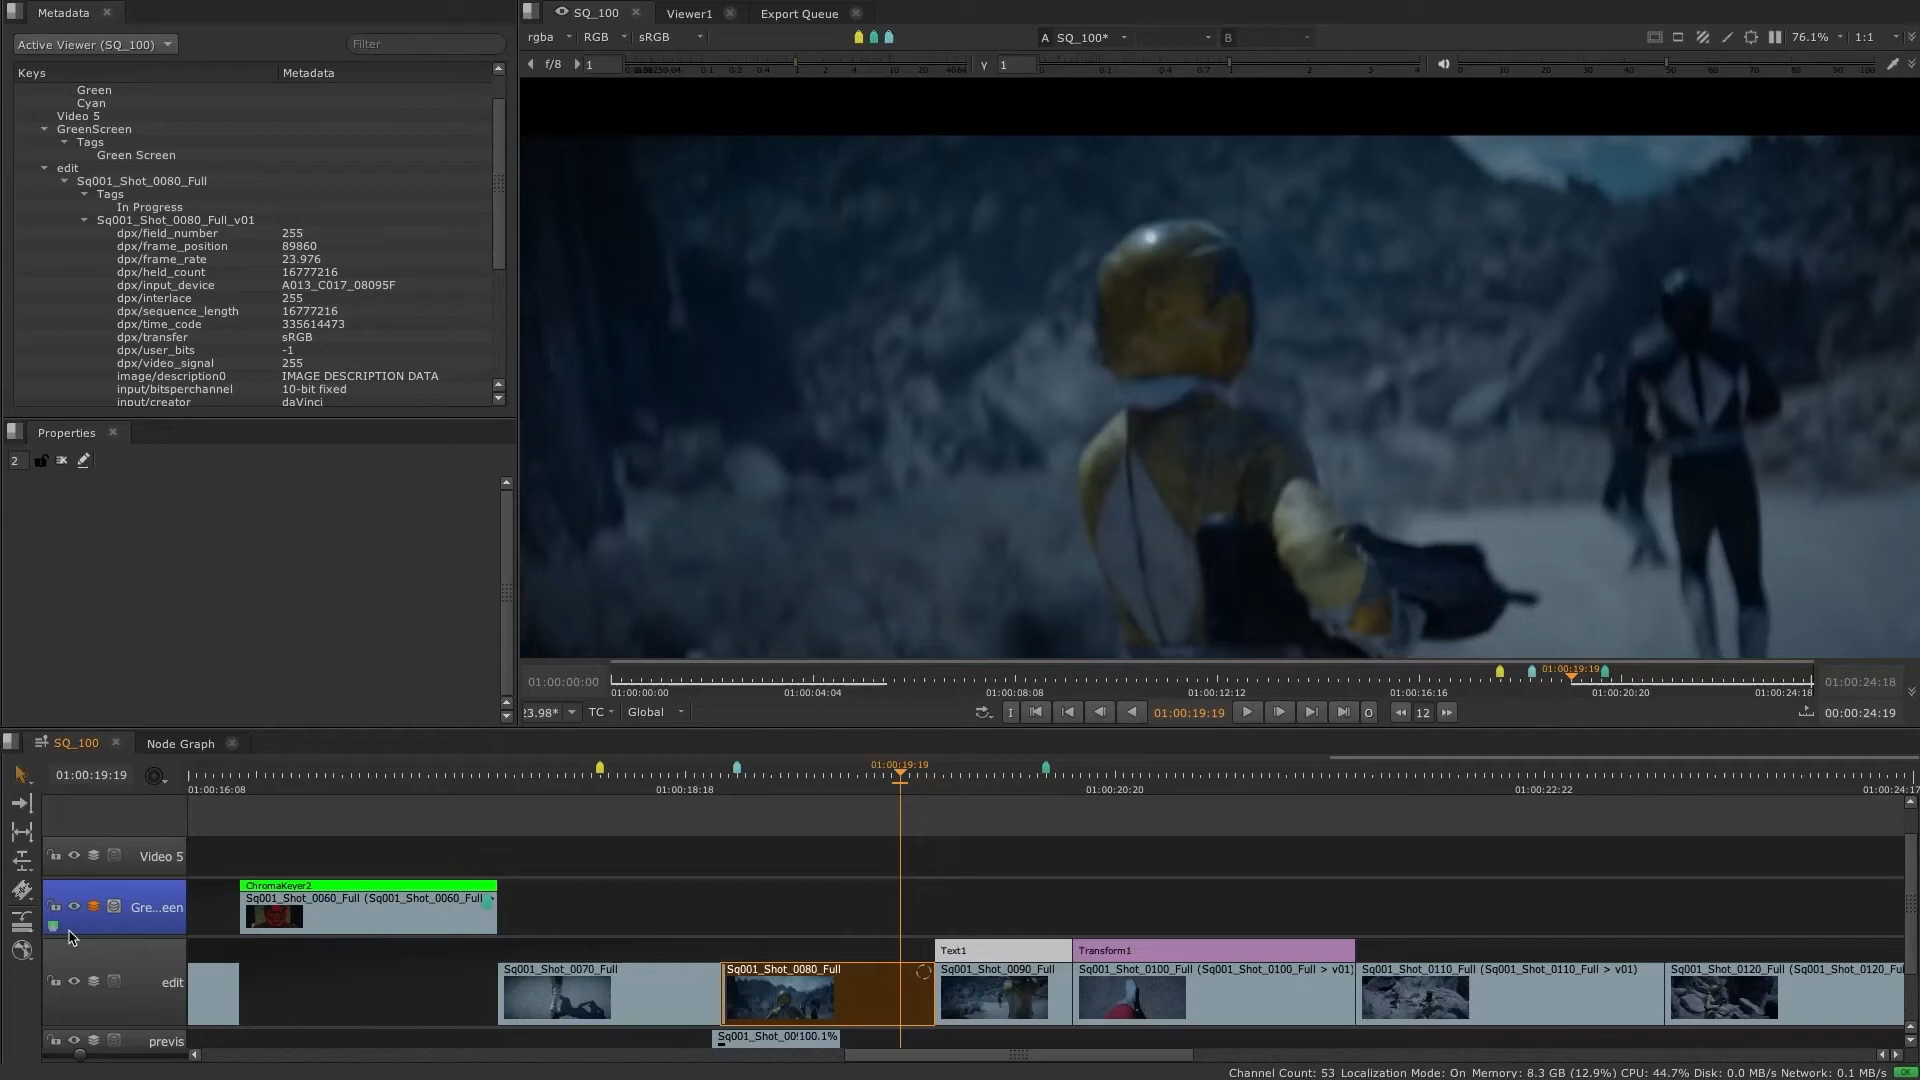 Metadata
Active Viewer (SQ_100)
Filter
Keys
Metadata
Green
Cyan
Video 5
GreenScreen
Tags
Green Screen
edit
Sq001_Shot_0080_Full
Tags
In Progress
Sq001_Shot_0080_Full_v01
dpx/field_number 255
dpx/frame_position 89860
dpx/frame_rate 23.976
dpx/held_count 16777216
dpx/input_device A013_C017_08095F
dpx/interlace 255
dpx/sequence_length 16777216
dpx/time_code 335614473
dpx/transfer sRGB
dpx/user_bits -1
dpx/video_signal 255
image/description0 IMAGE DESCRIPTION DATA
input/bitsperchannel 10-bit fixed
input/creator daVinci
Properties
2
SQ_100
Viewer1
Export Queue
rgba
RGB
sRGB
A SQ_100*
B
76.1%
1:1
f/8
1
γ 1
01:00:00:00
01:00:00:00
01:00:04:04
01:00:08:08
01:00:12:12
01:00:16:16
01:00:19:19
01:00:20:20
01:00:24:18
01:00:24:18
23.98*
TC
Global
I
01:00:19:19
O
12
00:00:24:19
SQ_100
Node Graph
01:00:19:19
01:00:19:19
01:00:16:08
01:00:18:18
01:00:20:20
01:00:22:22
01:00:24:17
Video 5
Gre...een
ChromaKeyer2
Sq001_Shot_0060_Full (Sq001_Shot_0060_Full
edit
Text1
Transform1
Sq001_Shot_0070_Full
Sq001_Shot_0080_Full
Sq001_Shot_0090_Full
Sq001_Shot_0100_Full (Sq001_Shot_0100_Full > v01)
Sq001_Shot_0110_Full (Sq001_Shot_0110_Full > v01)
Sq001_Shot_0120_Full (Sq001_Shot_0120_Ful
previs
Sq001_Shot_00!100.1%
Channel Count: 53 Localization Mode: On Memory: 8.3 GB (12.9%) CPU: 44.7% Disk: 0.0 MB/s Network: 0.1 MB/s
OK